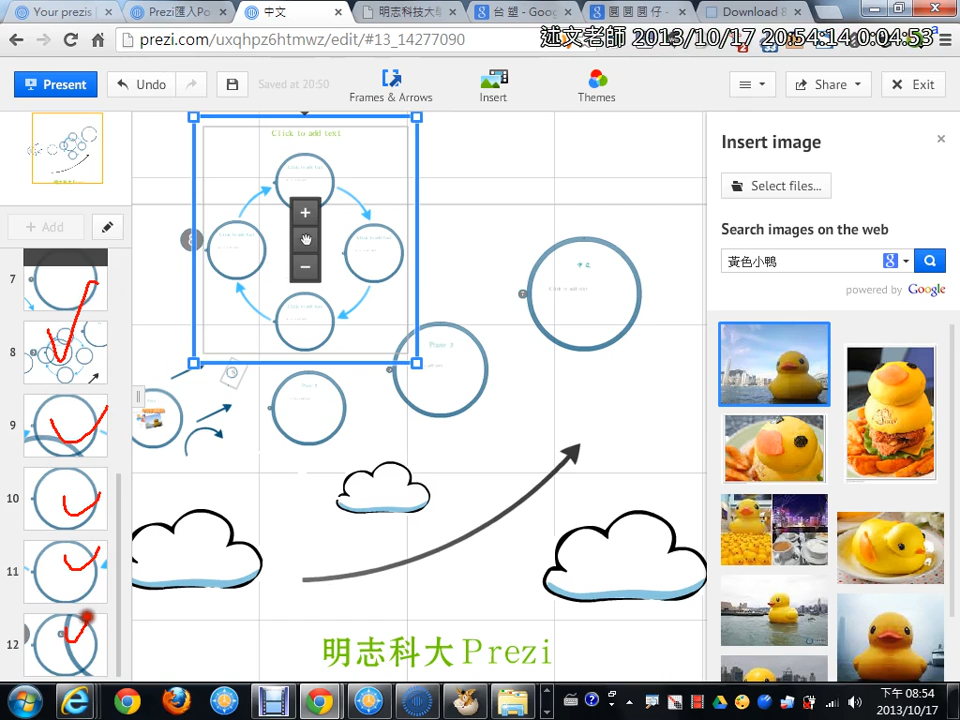 Your prezis
Prezi匯入Po
中文
明志科技大學
台 塑 - Goo
圓 圓 圓 仔 -
Download 8
prezi.com/uxqhpz6htmwz/edit/#13_14277090
述文老師 2013/10/17 20:54:14 0:04:53
Present
Undo
Saved at 20:50
Frames & Arrows
Insert
Themes
Share
Exit
Add
7
8
9
10
11
12
Click to add text
8
明志科大Prezi
Insert image
Select files...
Search images on the web
黃色小鴨
powered by Google
下午 08:54
2013/10/17